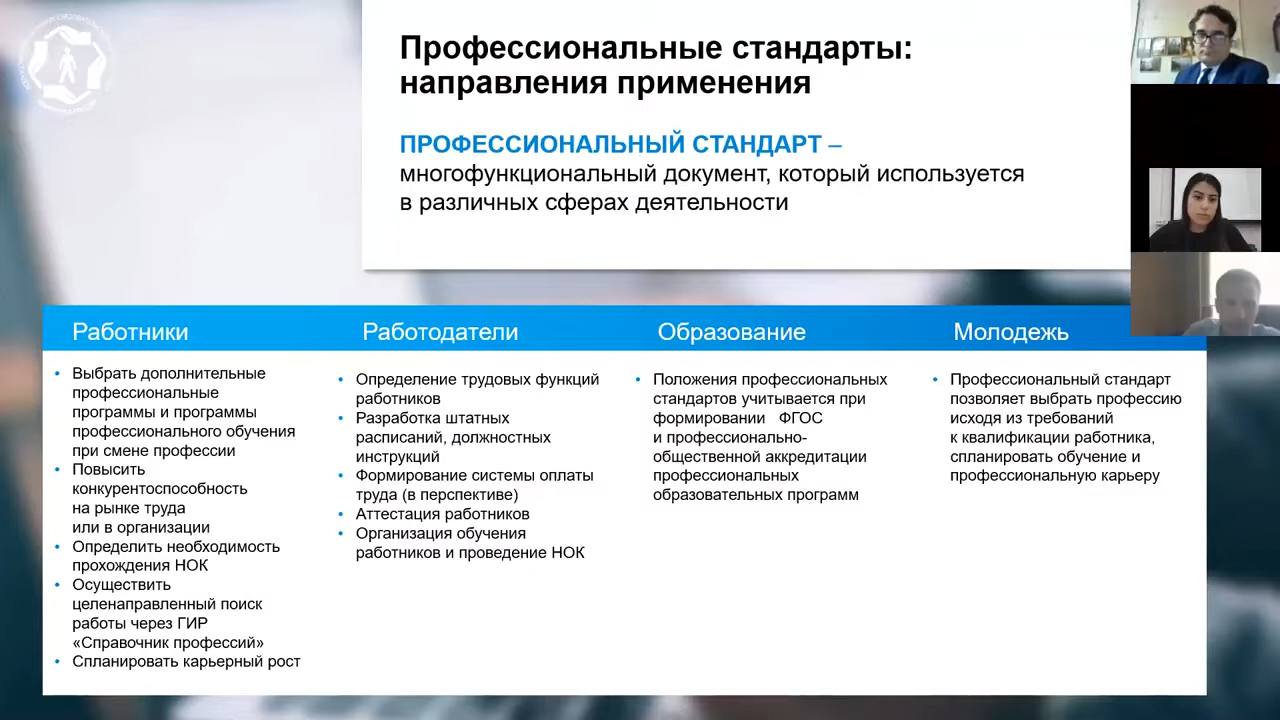 Профессиональные стандарты:
направления применения
ПРОФЕССИОНАЛЬНЫЙ СТАНДАРТ –
многофункциональный документ, который используется
в различных сферах деятельности
Работники
Работодатели
Образование
Молодежь
• Выбрать дополнительные
профессиональные
программы и программы
профессионального обучения
при смене профессии
• Повысить
конкурентоспособность
на рынке труда
или в организации
• Определить необходимость
прохождения НОК
• Осуществить
целенаправленный поиск
работы через ГИР
«Справочник профессий»
• Спланировать карьерный рост
• Определение трудовых функций
работников
• Разработка штатных
расписаний, должностных
инструкций
• Формирование системы оплаты
труда (в перспективе)
• Аттестация работников
• Организация обучения
работников и проведение НОК
• Положения профессиональных
стандартов учитывается при
формировании ФГОС
и профессионально-
общественной аккредитации
профессиональных
образовательных программ
• Профессиональный стандарт
позволяет выбрать профессию
исходя из требований
к квалификации работника,
спланировать обучение и
профессиональную карьеру